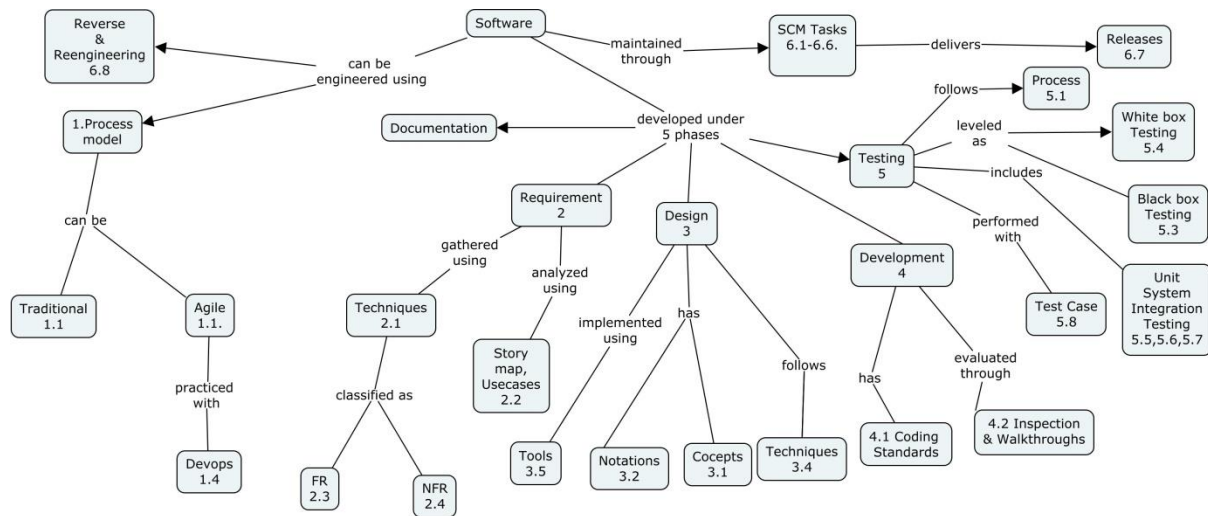 Reverse
&
Reengineering
6.8
Software
SCM Tasks
6.1-6.6.
Releases
6.7
can be
engineered using
maintained
through
delivers
1.Process
model
Documentation
developed under
5 phases
Testing
5
follows
Process
5.1
leveled
as
White box
Testing
5.4
includes
Black box
Testing
5.3
performed
with
Unit
System
Integration
Testing
5.5,5.6,5.7
Test Case
5.8
can be
Traditional
1.1
Agile
1.1.
practiced
with
Devops
1.4
Requirement
2
gathered
using
analyzed
using
Techniques
2.1
Story
map,
Usecases
2.2
classified as
FR
2.3
NFR
2.4
Design
3
implemented
using
has
follows
Tools
3.5
Notations
3.2
Cocepts
3.1
Techniques
3.4
Development
4
has
evaluated
through
4.1 Coding
Standards
4.2 Inspection
& Walkthroughs